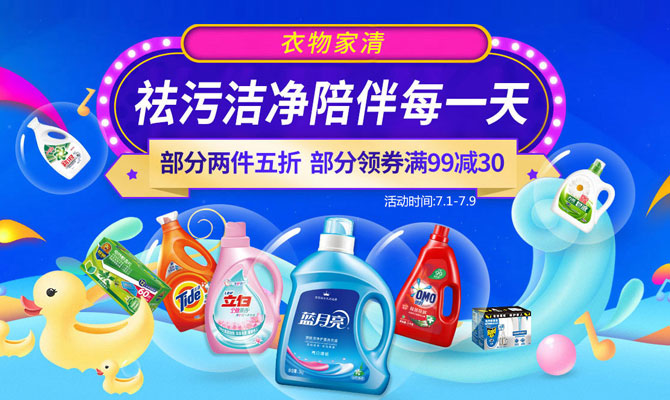 衣物家清
祛污洁净陪伴每一天
部分两件五折 部分领券满99减30
活动时间:7.1-7.9
Tide
立白
蓝月亮
OMO